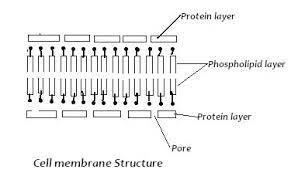 Protein layer
Phospholipid layer
Protein layer
Pore
Cell membrane Structure